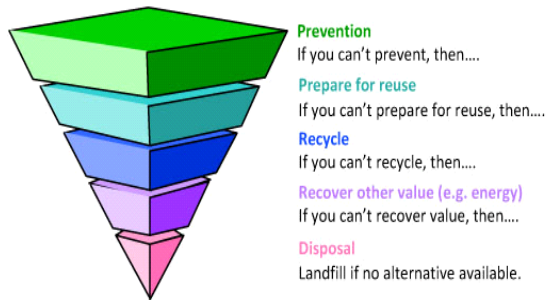 Prevention
If you can't prevent, then....
Prepare for reuse
If you can't prepare for reuse, then....
Recycle
If you can't recycle, then....
Recover other value (e.g. energy)
If you can't recover value, then....
Disposal
Landfill if no alternative available.